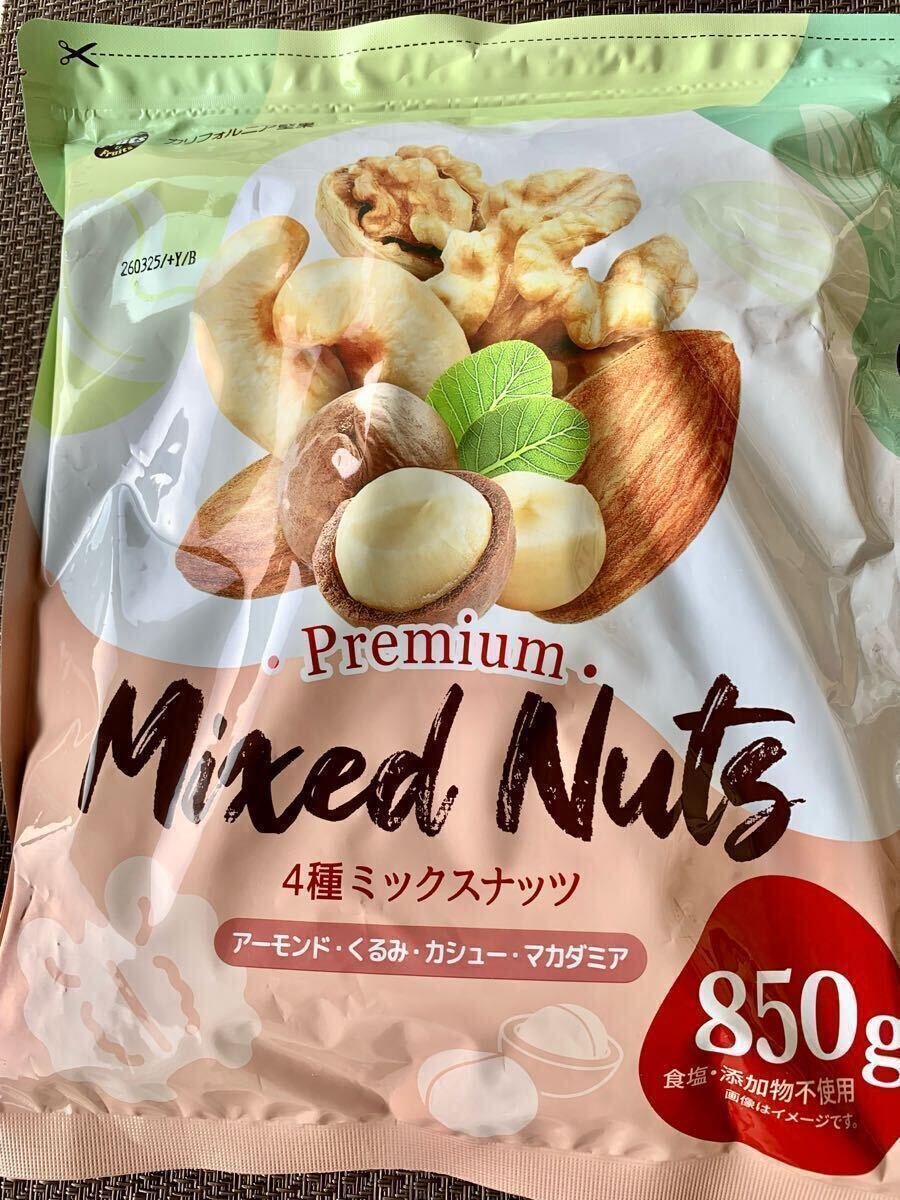 Fruits
カリフォルニア堅果
260325/+Y/B
Premium
Mixed Nuts
4種ミックスナッツ
アーモンド・くるみ・カシュー・マカダミア
850g
食塩・添加物不使用
画像はイメージです。